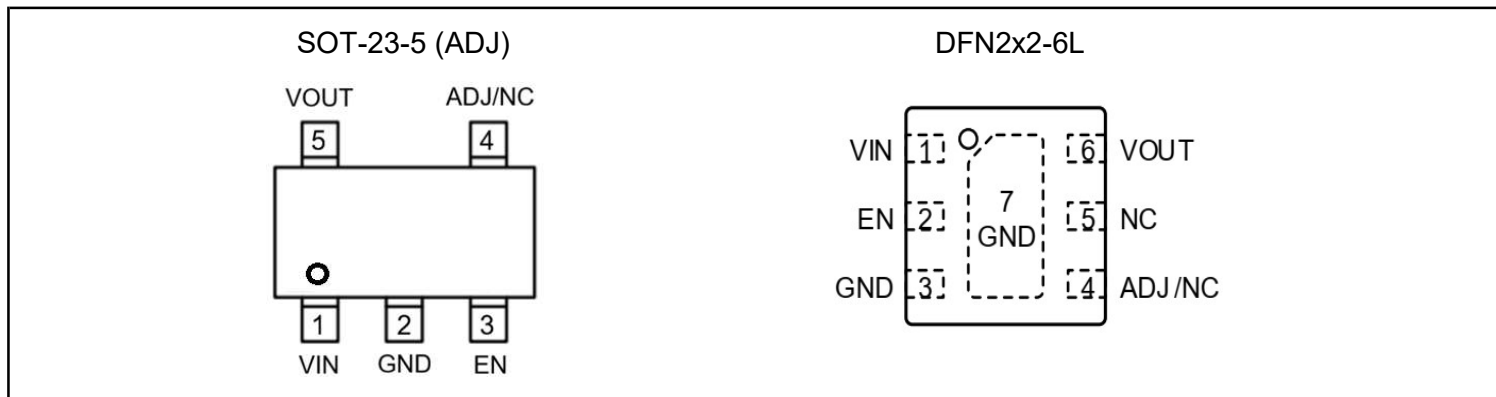 SOT-23-5 (ADJ)
VOUT ADJ/NC
5 4
1 2 3
VIN GND EN
DFN2x2-6L
VIN 1 6 VOUT
7
EN 2 5 NC
GND
GND 3 4 ADJ/NC